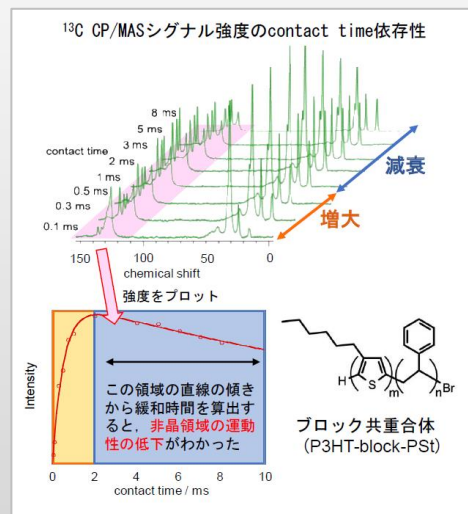 ¹³C CP/MASシグナル強度のcontact time依存性
8 ms
5 ms
contact time
3 ms
2 ms
1 ms
0.5 ms
0.3 ms
0.1 ms
減衰
増大
150
100
50
0
chemical shift
強度をプロット
Intensity
この領域の直線の傾き
から緩和時間を算出す
ると，非晶領域の運動
性の低下がわかった
0
2
4
6
8
10
contact time / ms
H
S
m
n
Br
ブロック共重合体
(P3HT-block-PSt)